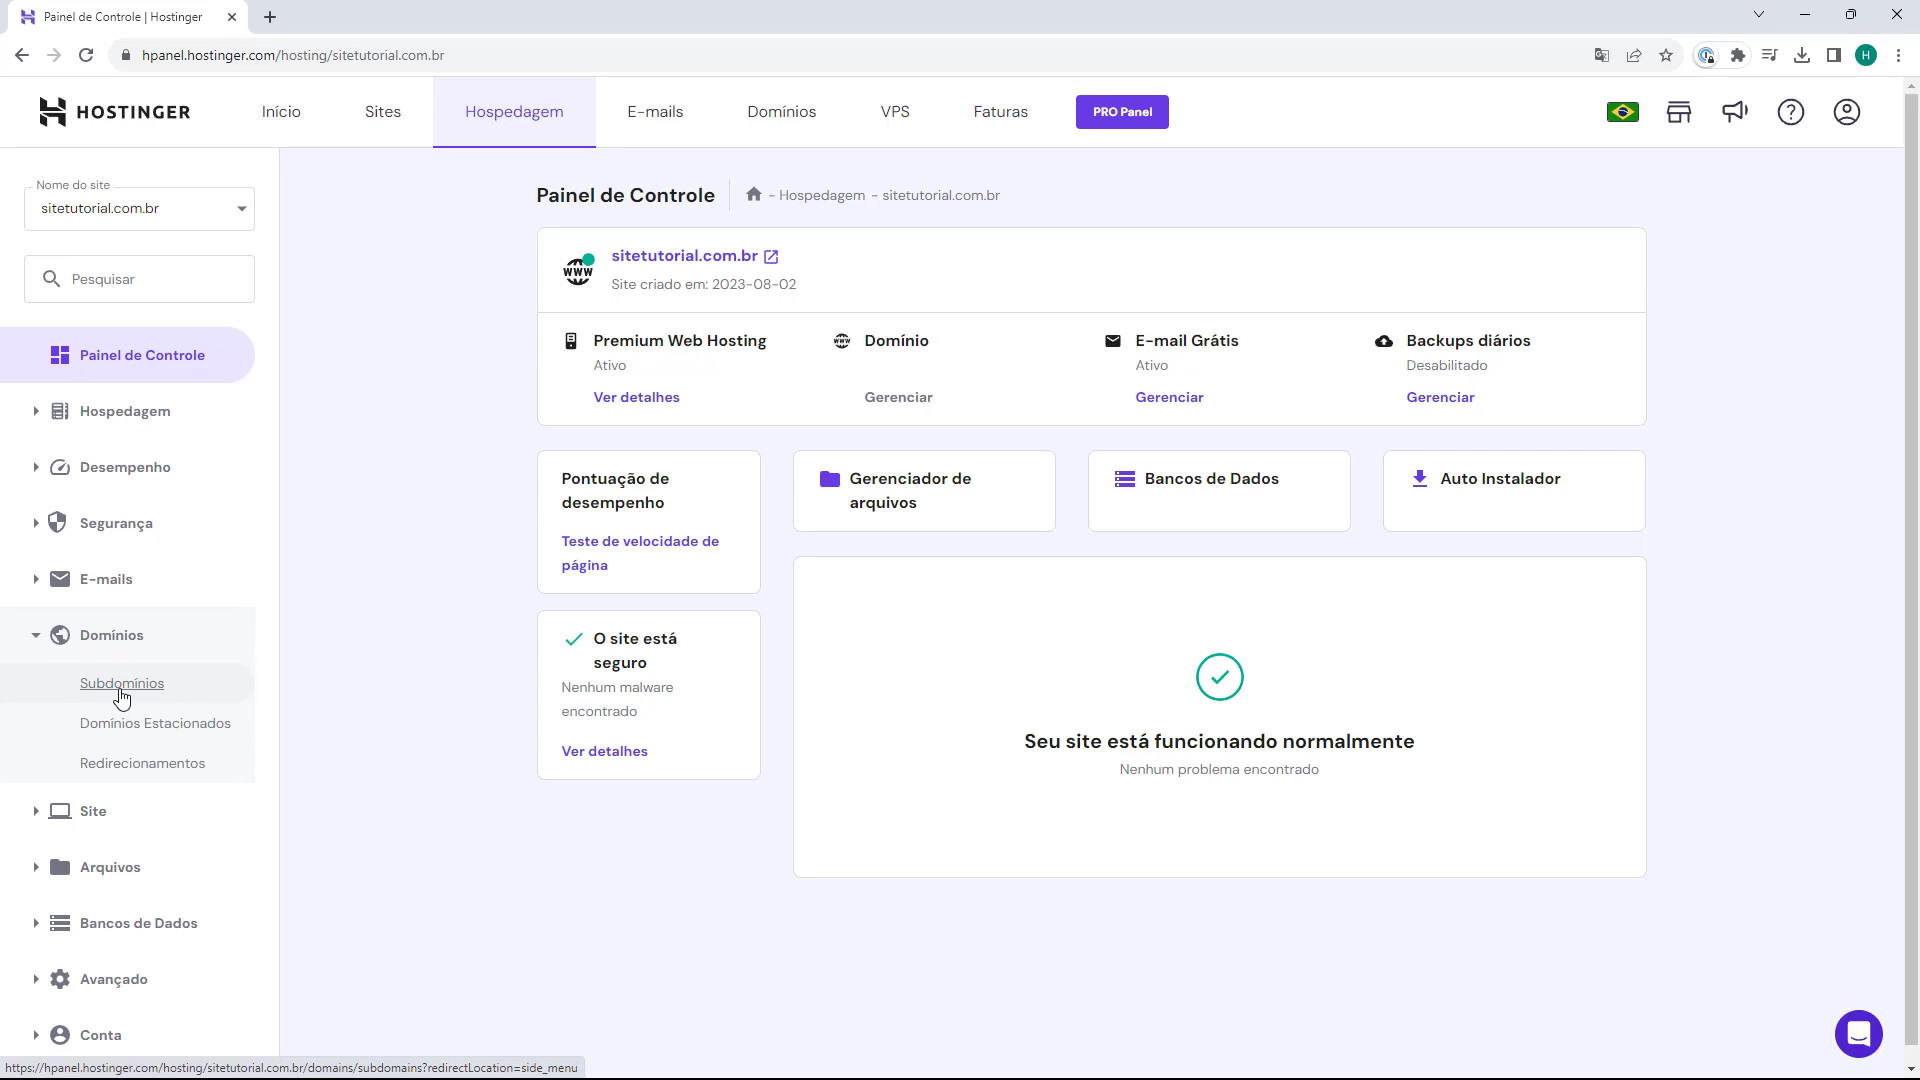 Painel de Controle | Hostinger
hpanel.hostinger.com/hosting/sitetutorial.com.br
H
HOSTINGER
Início
Sites
Hospedagem
E-mails
Domínios
VPS
Faturas
PRO Panel
Nome do site
sitetutorial.com.br
Pesquisar
Painel de Controle
Hospedagem
Desempenho
Segurança
E-mails
Domínios
Subdomínios
Domínios Estacionados
Redirecionamentos
Site
Arquivos
Bancos de Dados
Avançado
Conta
Painel de Controle
- Hospedagem - sitetutorial.com.br
www
sitetutorial.com.br
Site criado em: 2023-08-02
Premium Web Hosting
Ativo
Ver detalhes
www
Domínio
Gerenciar
E-mail Grátis
Ativo
Gerenciar
Backups diários
Desabilitado
Gerenciar
Pontuação de
desempenho
Teste de velocidade de
página
Gerenciador de
arquivos
Bancos de Dados
Auto Instalador
O site está
seguro
Nenhum malware
encontrado
Ver detalhes
Seu site está funcionando normalmente
Nenhum problema encontrado
https://hpanel.hostinger.com/hosting/sitetutorial.com.br/domains/subdomains?redirectLocation=side_menu